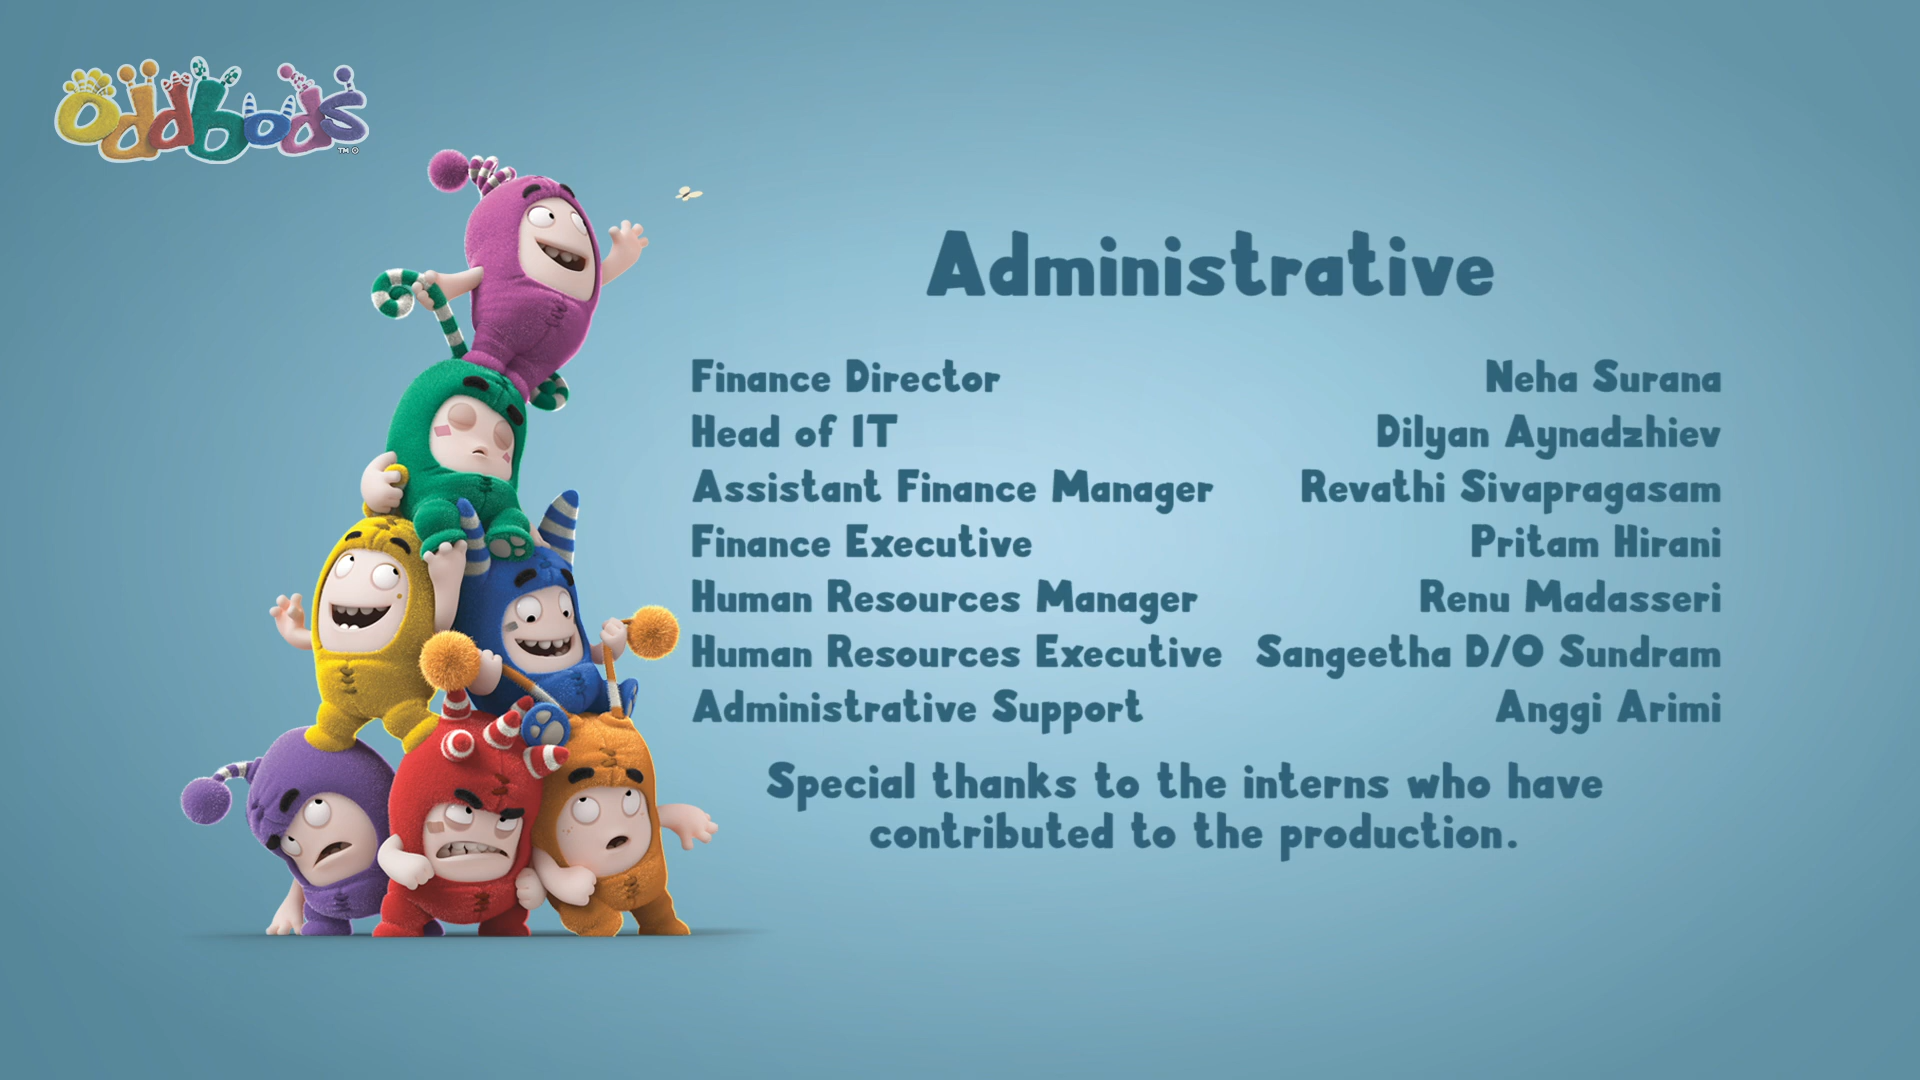 Oddbods
TM
Administrative
Finance Director Neha Surana
Head of IT Dilyan Aynadzhiev
Assistant Finance Manager Revathi Sivapragasam
Finance Executive Pritam Hirani
Human Resources Manager Renu Madasseri
Human Resources Executive Sangeetha D/O Sundram
Administrative Support Anggi Arimi
Special thanks to the interns who have
contributed to the production.